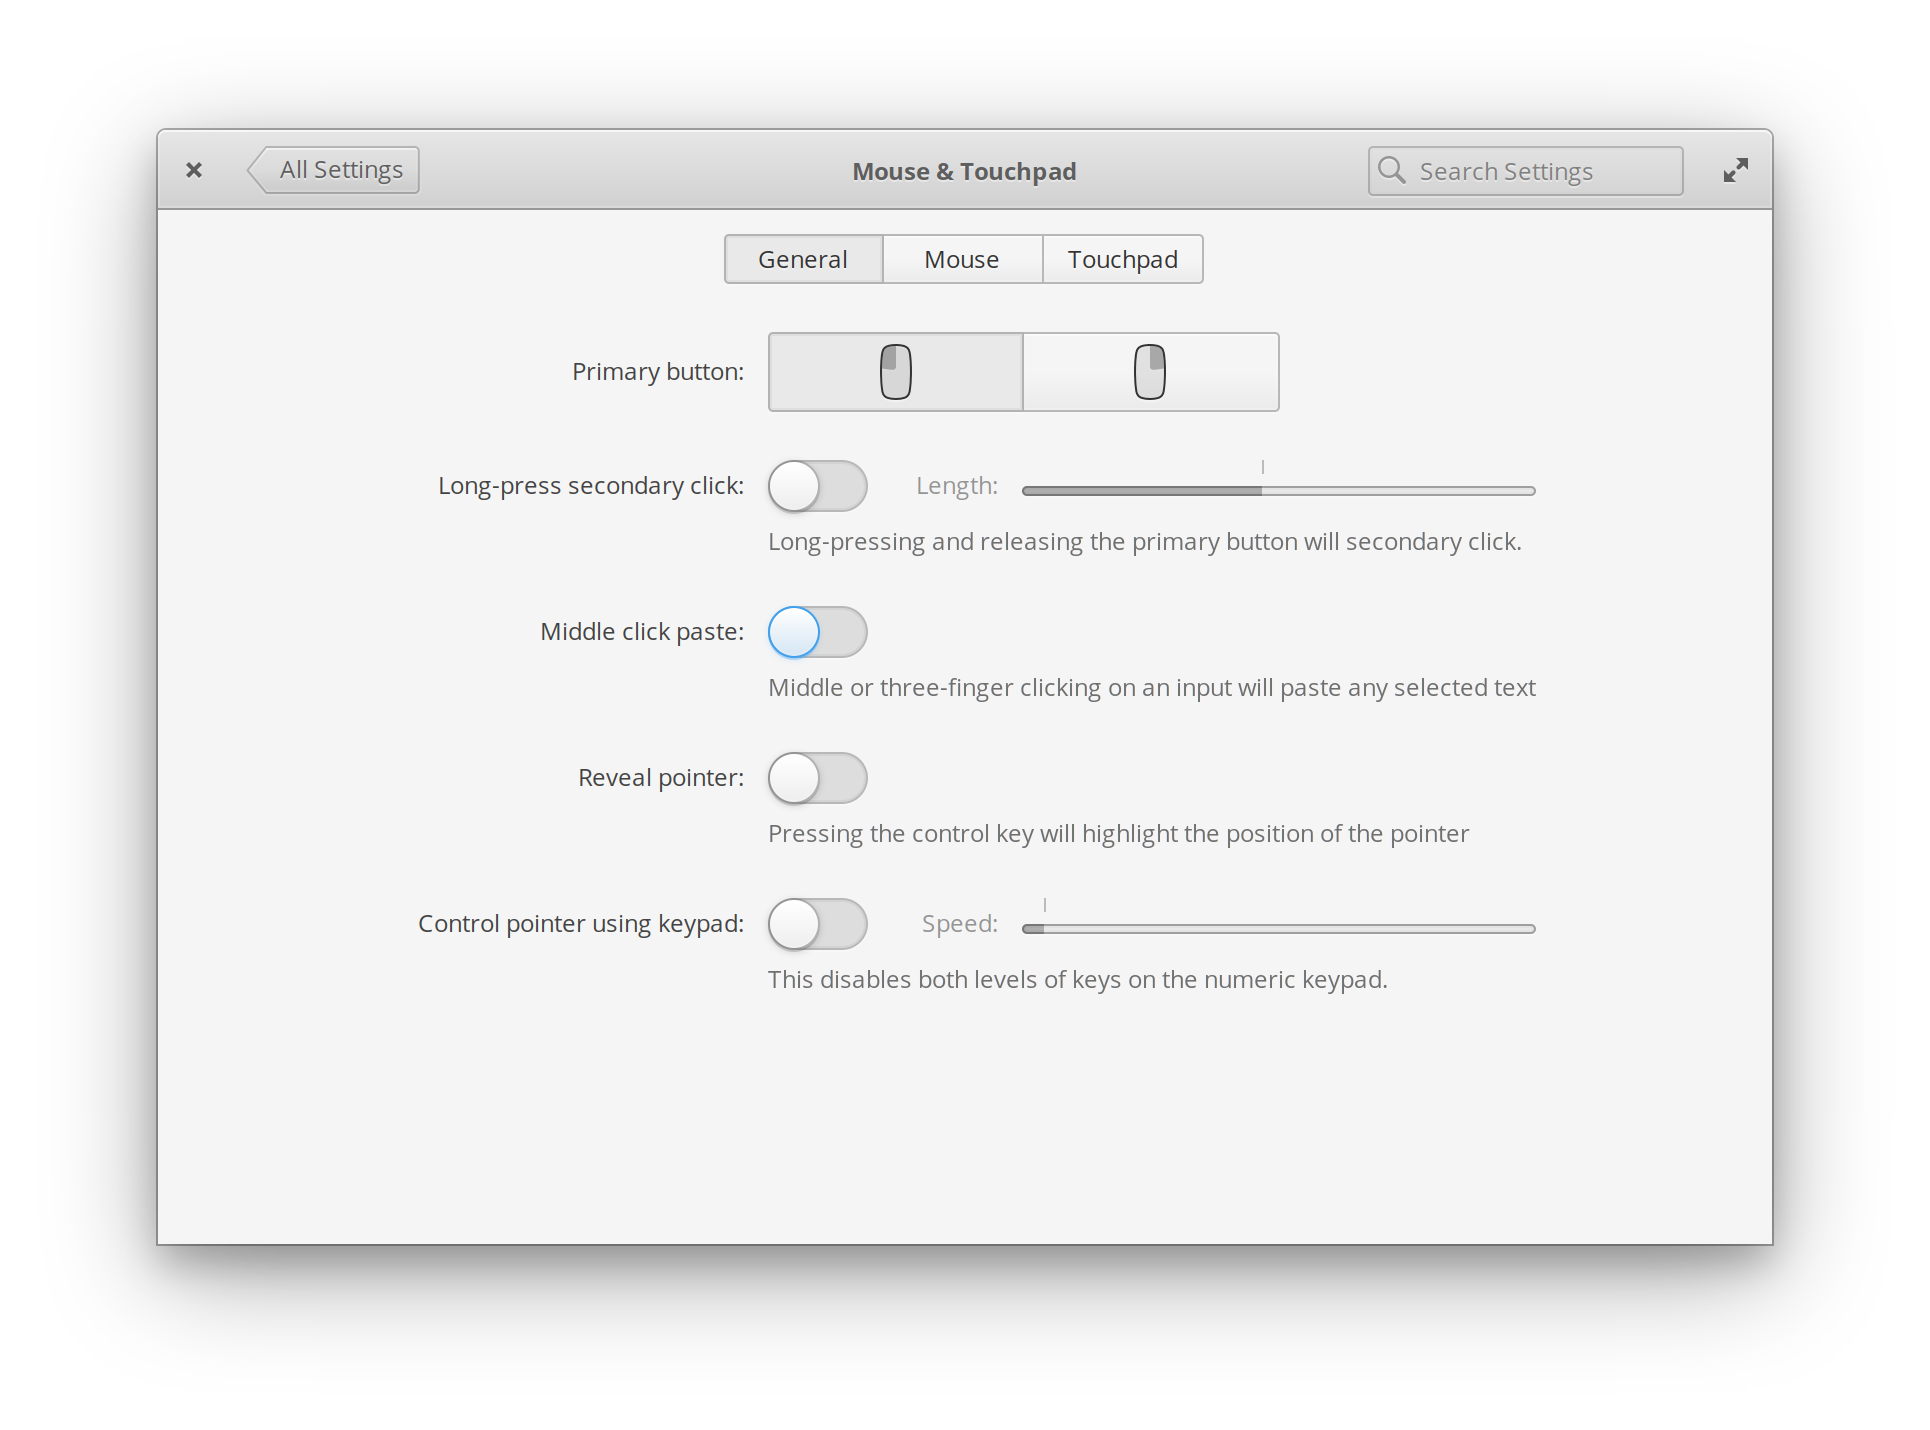 All Settings
Mouse & Touchpad
Search Settings
General
Mouse
Touchpad
Primary button:
Long-press secondary click:
Length:
Long-pressing and releasing the primary button will secondary click.
Middle click paste:
Middle or three-finger clicking on an input will paste any selected text
Reveal pointer:
Pressing the control key will highlight the position of the pointer
Control pointer using keypad:
Speed:
This disables both levels of keys on the numeric keypad.